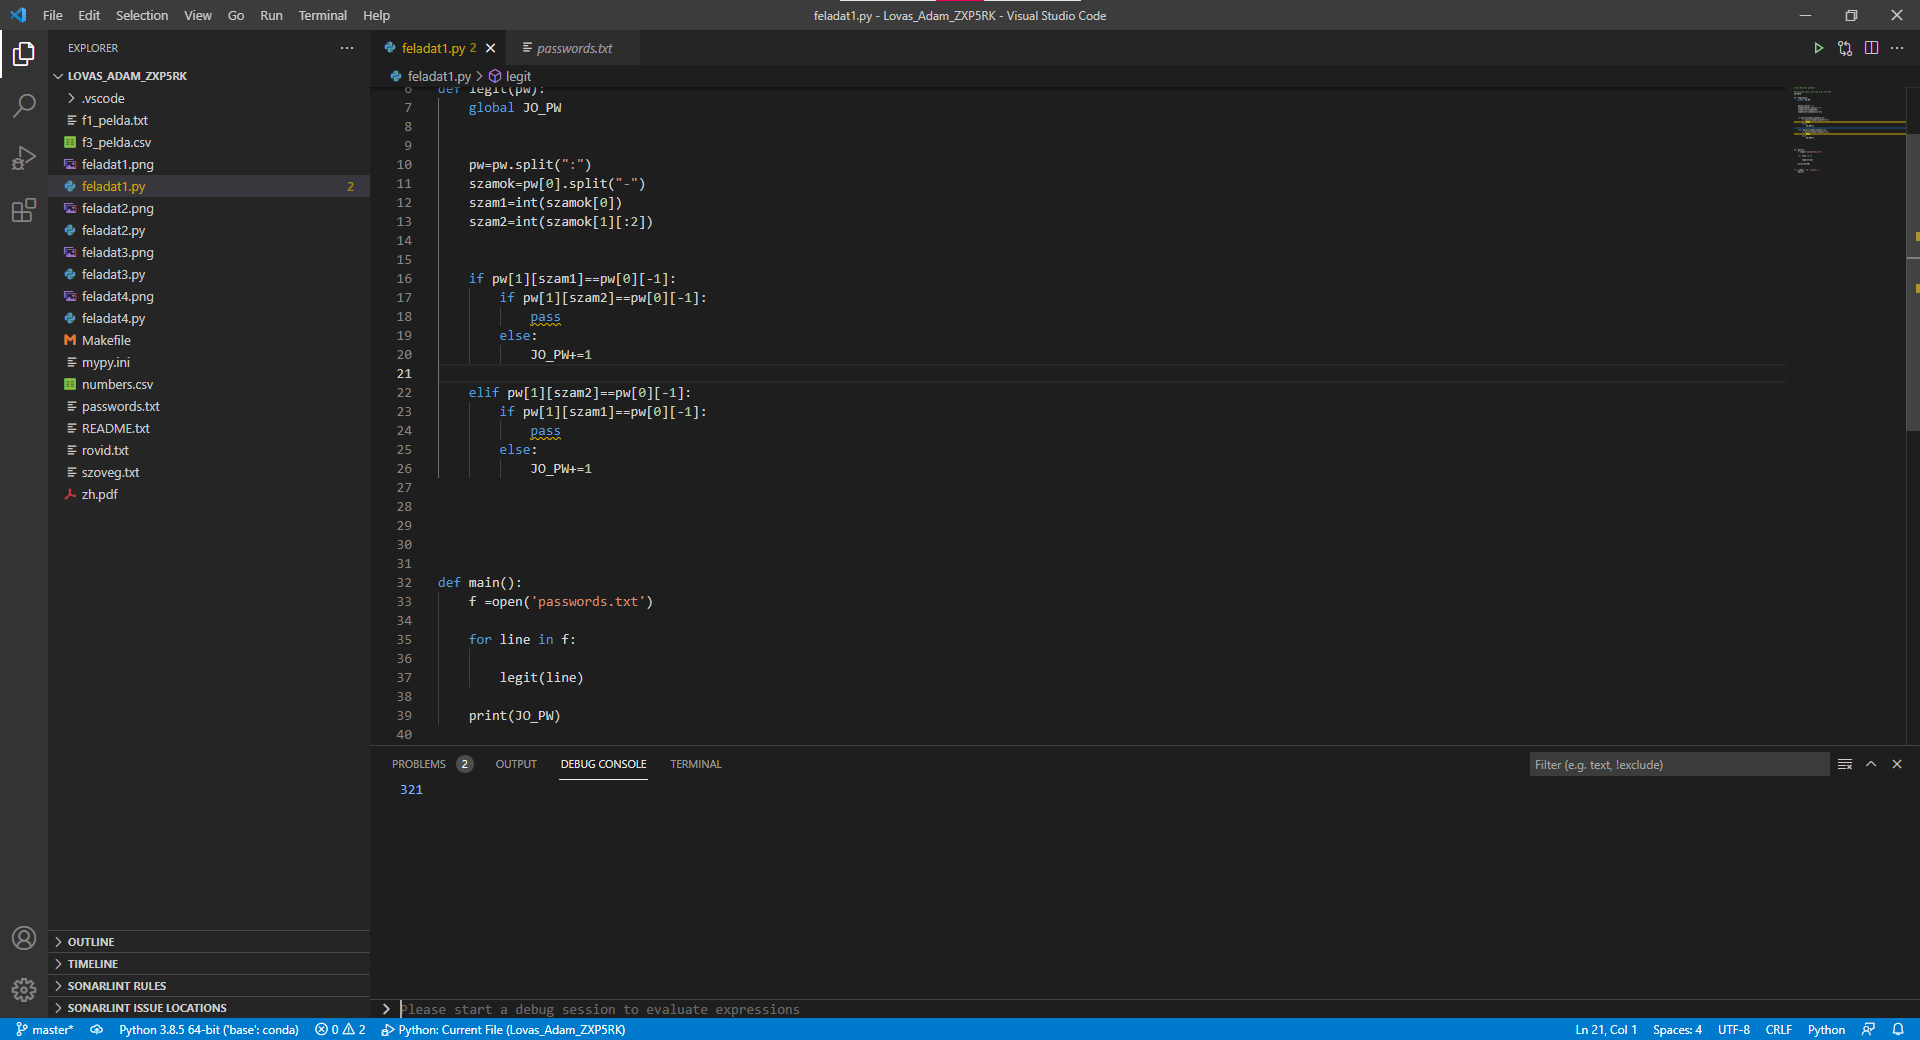 File Edit Selection View Go Run Terminal Help
feladat1.py - Lovas_Adam_ZXP5RK - Visual Studio Code
EXPLORER
LOVAS_ADAM_ZXP5RK
.vscode
f1_pelda.txt
f3_pelda.csv
feladat1.png
feladat1.py 2
feladat2.png
feladat2.py
feladat3.png
feladat3.py
feladat4.png
feladat4.py
Makefile
mypy.ini
numbers.csv
passwords.txt
README.txt
rovid.txt
szoveg.txt
zh.pdf
OUTLINE
TIMELINE
SONARLINT RULES
SONARLINT ISSUE LOCATIONS
feladat1.py 2 passwords.txt
feladat1.py > legit
6 def legit(pw):
7 global JO_PW
8
9
10 pw=pw.split(":")
11 szamok=pw[0].split("-")
12 szam1=int(szamok[0])
13 szam2=int(szamok[1][:2])
14
15
16 if pw[1][szam1]==pw[0][-1]:
17 if pw[1][szam2]==pw[0][-1]:
18 pass
19 else:
20 JO_PW+=1
21
22 elif pw[1][szam2]==pw[0][-1]:
23 if pw[1][szam1]==pw[0][-1]:
24 pass
25 else:
26 JO_PW+=1
27
28
29
30
31
32 def main():
33 f =open('passwords.txt')
34
35 for line in f:
36
37 legit(line)
38
39 print(JO_PW)
40
PROBLEMS 2 OUTPUT DEBUG CONSOLE TERMINAL
Filter (e.g. text, !exclude)
321
Please start a debug session to evaluate expressions
master* Python 3.8.5 64-bit ('base': conda) 0 2 Python: Current File (Lovas_Adam_ZXP5RK)
Ln 21, Col 1 Spaces: 4 UTF-8 CRLF Python